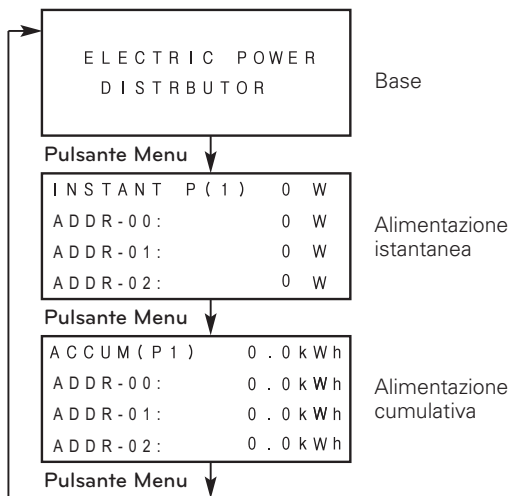 ELECTRIC POWER
DISTRBUTOR
Base
Pulsante Menu
INSTANT P(1) 0 W
ADDR-00: 0 W
ADDR-01: 0 W
ADDR-02: 0 W
Alimentazione
istantanea
Pulsante Menu
ACCUM(P1) 0.0kWh
ADDR-00: 0.0kWh
ADDR-01: 0.0kWh
ADDR-02: 0.0kWh
Alimentazione
cumulativa
Pulsante Menu